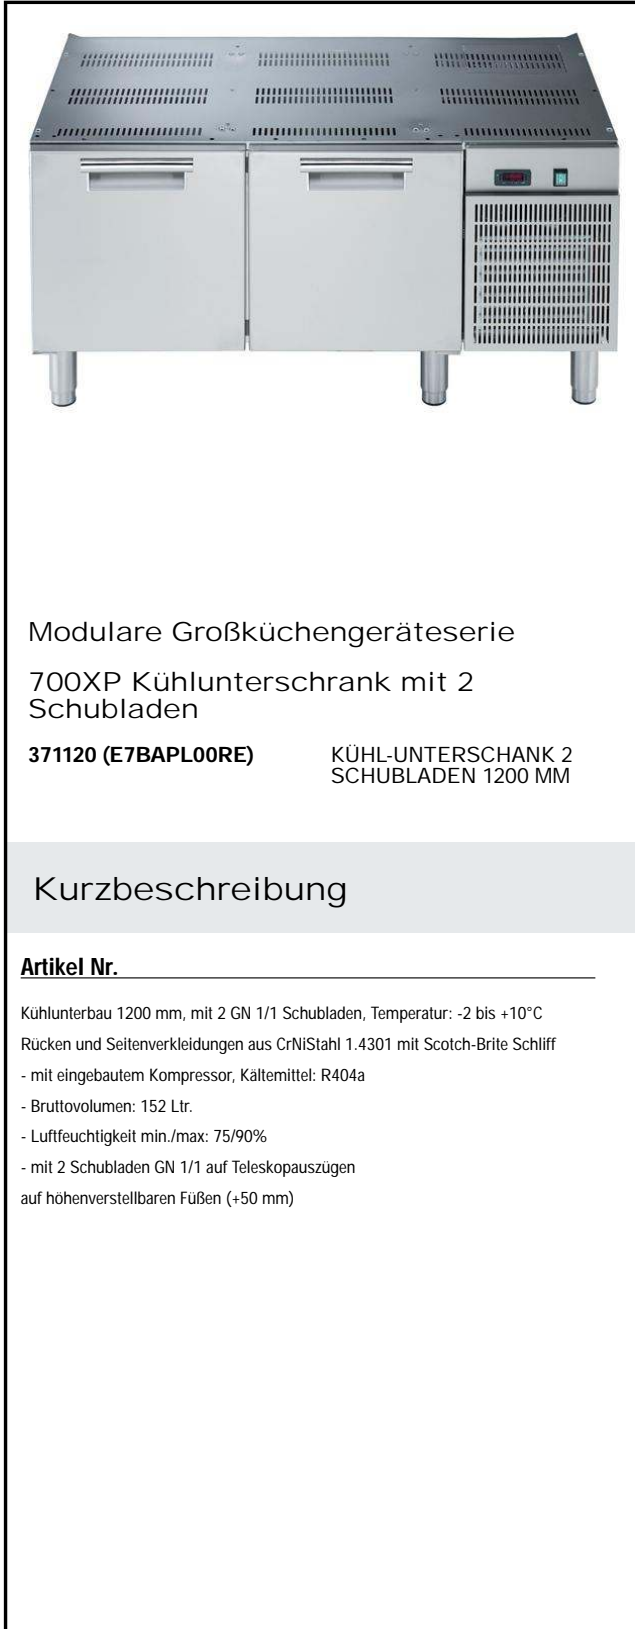 Modulare Großküchengeräteserie
700XP Kühlunterschrank mit 2
Schubladen
371120 (E7BAPL00RE)
KÜHL-UNTERSCHANK 2
SCHUBLADEN 1200 MM
Kurzbeschreibung
Artikel Nr.
Kühlunterbau 1200 mm, mit 2 GN 1/1 Schubladen, Temperatur: -2 bis +10°C
Rücken und Seitenverkleidungen aus CrNiStahl 1.4301 mit Scotch-Brite Schliff
- mit eingebautem Kompressor, Kältemittel: R404a
- Bruttovolumen: 152 Ltr.
- Luftfeuchtigkeit min./max: 75/90%
- mit 2 Schubladen GN 1/1 auf Teleskopauszügen
auf höhenverstellbaren Füßen (+50 mm)